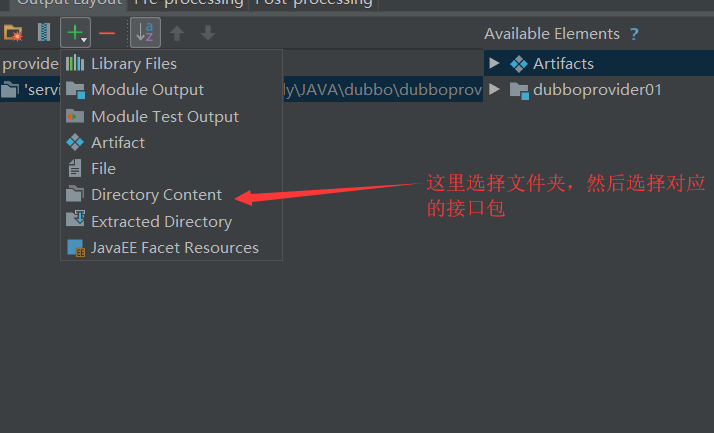 Output Layout Pre-processing Post-processing
Available Elements ?
provide
Library Files
Artifacts
'servi
Module Output
ly\JAVA\dubbo\dubboprov
dubboprovider01
Module Test Output
Artifact
File
Directory Content
Extracted Directory
JavaEE Facet Resources
这里选择文件夹，然后选择对应
的接口包